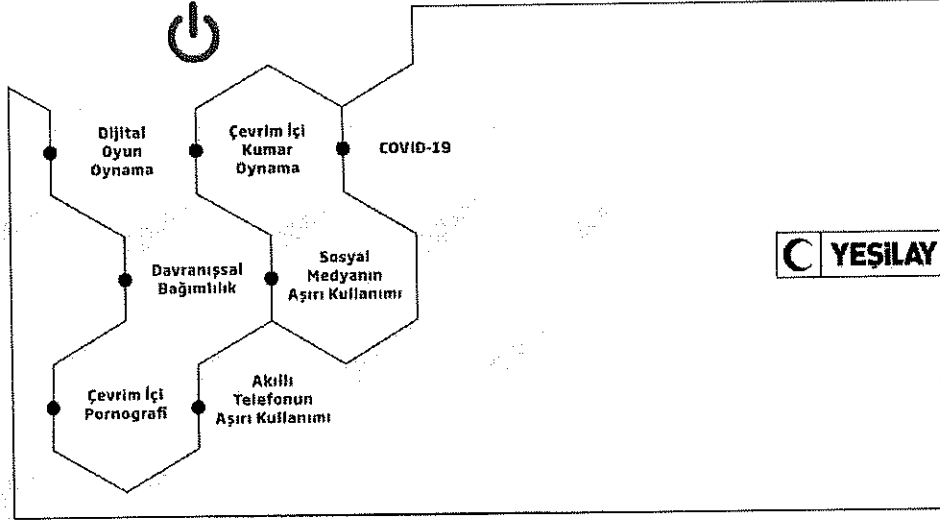 Dijital
Oyun
Oynama
Çevrim İçi
Kumar
Oynama
COVID-19
Davranışsal
Bağımlılık
Sosyal
Medyanın
Aşırı Kullanımı
YEŞİLAY
Çevrim İçi
Pornografi
Akıllı
Telefonun
Aşırı Kullanımı